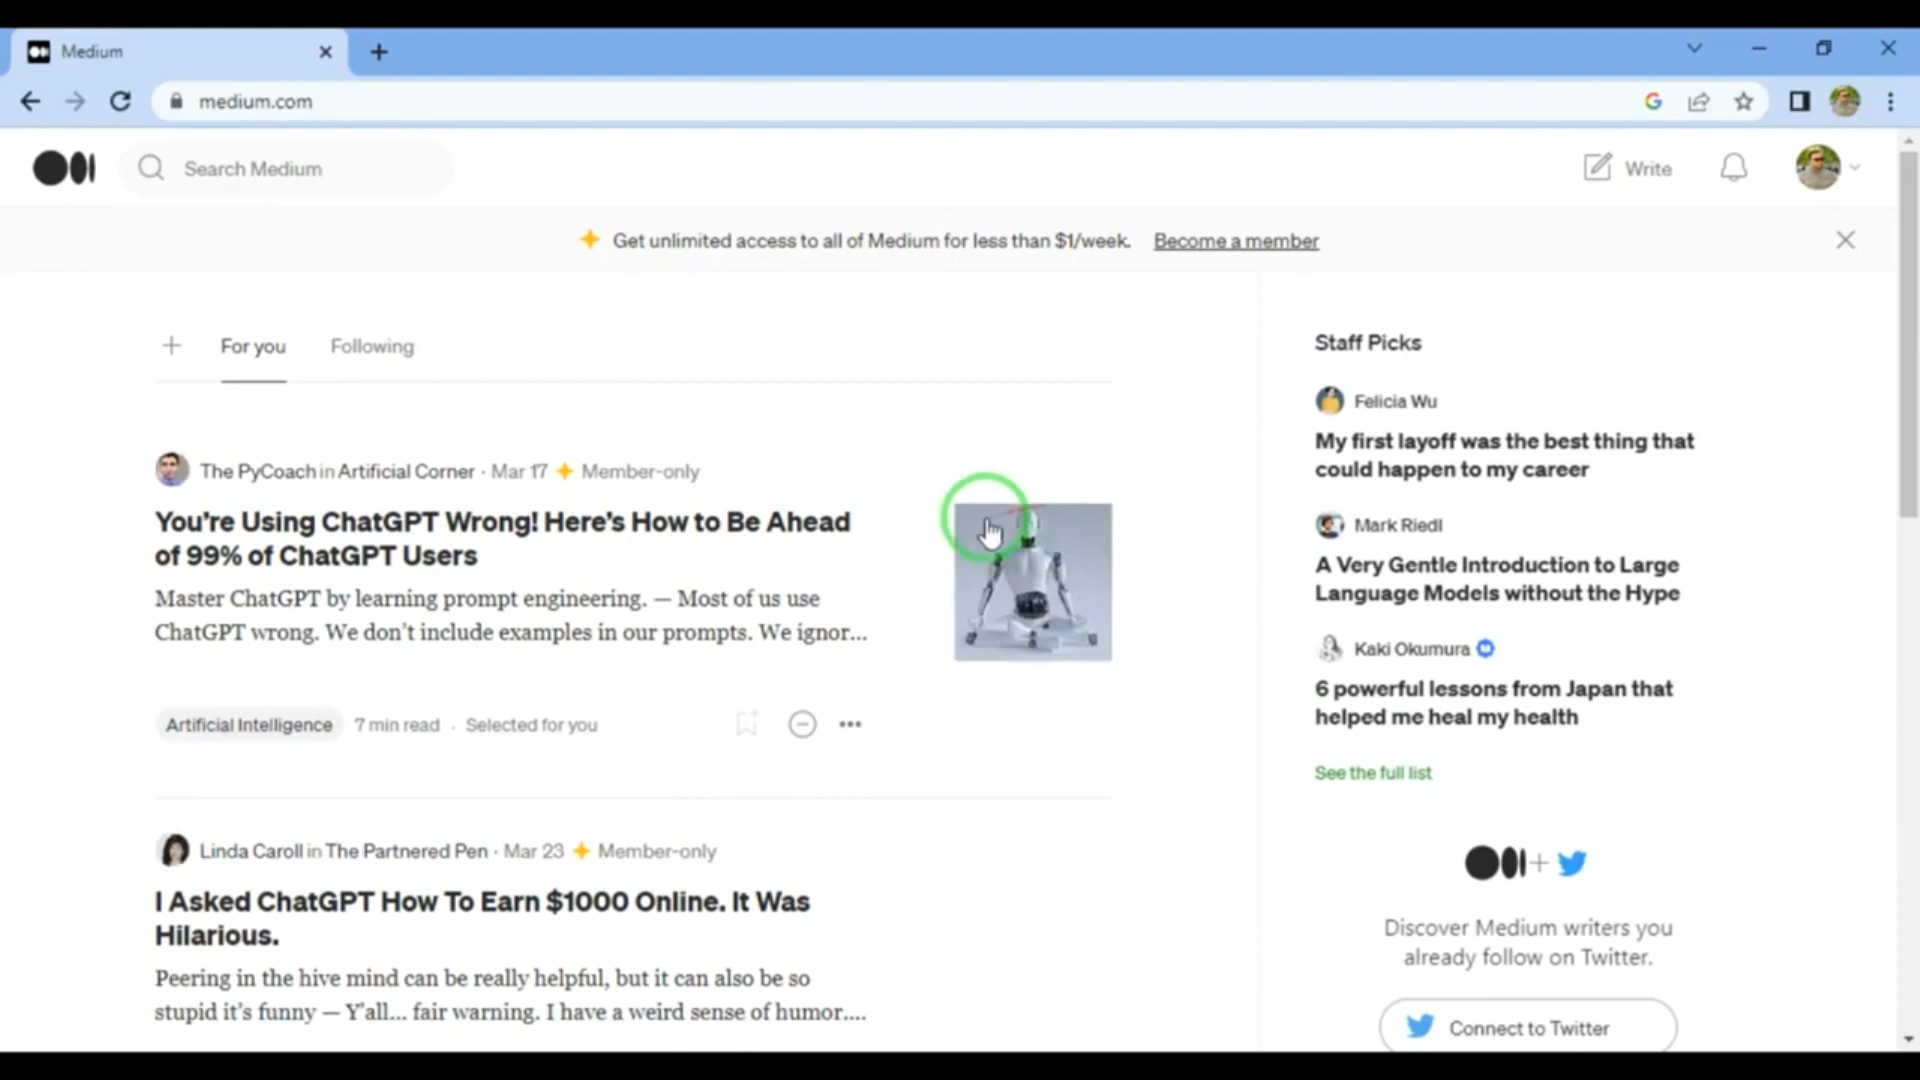 Medium
medium.com
Search Medium
Write
Get unlimited access to all of Medium for less than $1/week. Become a member
For you
Following
The PyCoach in Artificial Corner · Mar 17 Member-only
You're Using ChatGPT Wrong! Here's How to Be Ahead
of 99% of ChatGPT Users
Master ChatGPT by learning prompt engineering. — Most of us use
ChatGPT wrong. We don't include examples in our prompts. We ignor...
Artificial Intelligence 7 min read · Selected for you
Linda Caroll in The Partnered Pen · Mar 23 Member-only
I Asked ChatGPT How To Earn $1000 Online. It Was
Hilarious.
Peering in the hive mind can be really helpful, but it can also be so
stupid it's funny — Y'all... fair warning. I have a weird sense of humor....
Staff Picks
Felicia Wu
My first layoff was the best thing that
could happen to my career
Mark Riedl
A Very Gentle Introduction to Large
Language Models without the Hype
Kaki Okumura
6 powerful lessons from Japan that
helped me heal my health
See the full list
Discover Medium writers you
already follow on Twitter.
Connect to Twitter